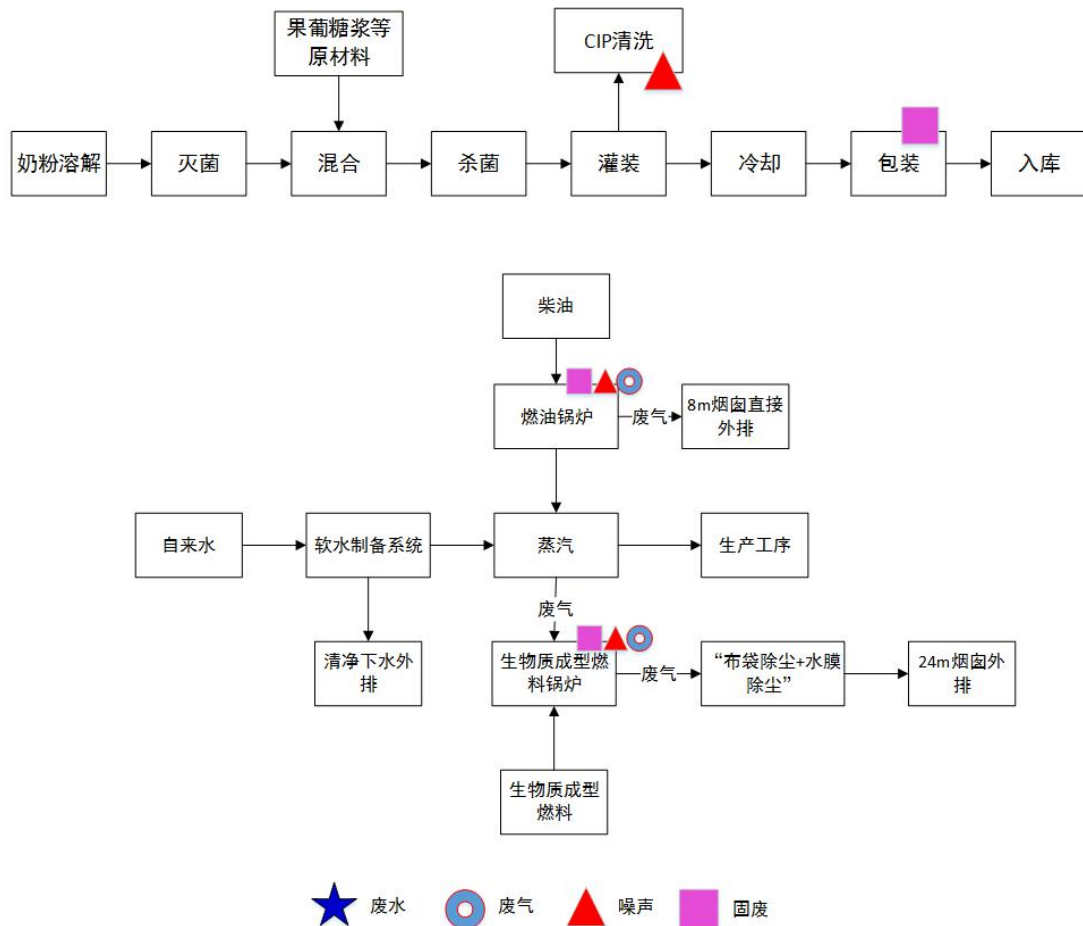 果葡糖浆等
原材料
CIP清洗
奶粉溶解
灭菌
混合
杀菌
灌装
冷却
包装
入库
柴油
燃油锅炉
废气
8m烟囱直接
外排
自来水
软水制备系统
蒸汽
生产工序
废气
清净下水外
排
生物质成型燃
料锅炉
废气
“布袋除尘+水膜
除尘”
24m烟囱外
排
生物质成型
燃料
废水
废气
噪声
固废